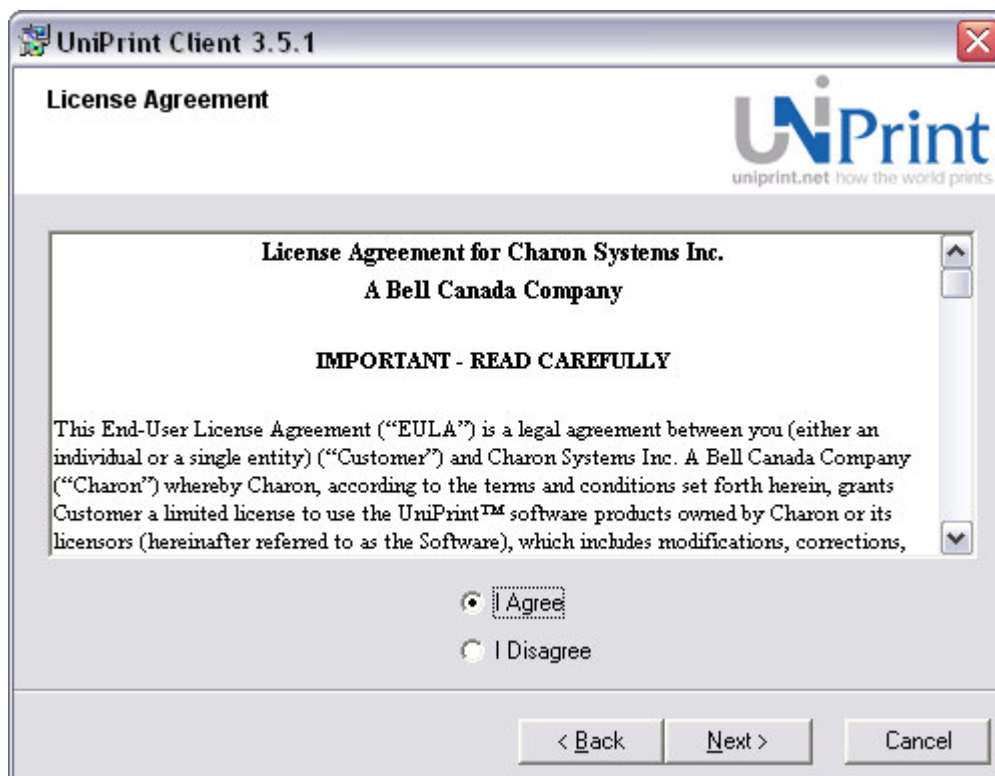 UniPrint Client 3.5.1
License Agreement
UNiPrint
uniprint.net how the world prints
License Agreement for Charon Systems Inc.
A Bell Canada Company
IMPORTANT - READ CAREFULLY
This End-User License Agreement (“EULA”) is a legal agreement between you (either an
individual or a single entity) (“Customer”) and Charon Systems Inc. A Bell Canada Company
(“Charon”) whereby Charon, according to the terms and conditions set forth herein, grants
Customer a limited license to use the UniPrint™ software products owned by Charon or its
licensors (hereinafter referred to as the Software), which includes modifications, corrections,
I Agree
I Disagree
< Back
Next >
Cancel